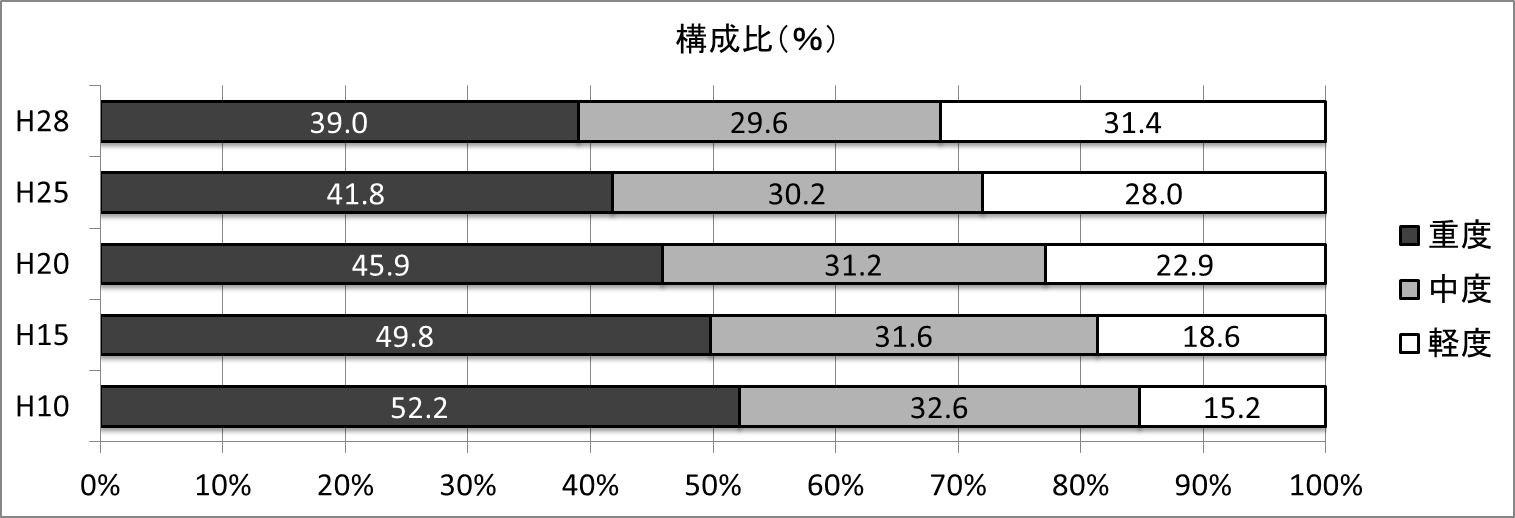 構成比（％）
H28 39.0 29.6 31.4
H25 41.8 30.2 28.0
H20 45.9 31.2 22.9
H15 49.8 31.6 18.6
H10 52.2 32.6 15.2
0% 10% 20% 30% 40% 50% 60% 70% 80% 90% 100%
重度
中度
軽度